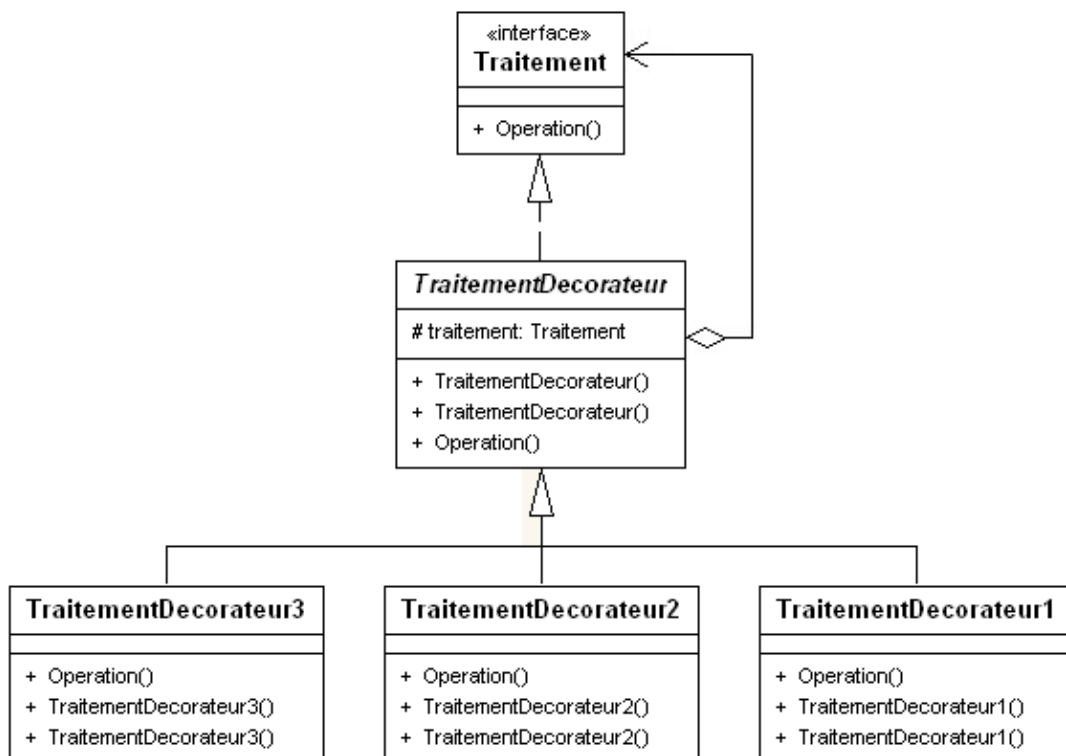 «interface»
Traitement
+ Operation()
TraitementDecorateur
# traitement: Traitement
+ TraitementDecorateur()
+ TraitementDecorateur()
+ Operation()
TraitementDecorateur3
+ Operation()
+ TraitementDecorateur3()
+ TraitementDecorateur3()
TraitementDecorateur2
+ Operation()
+ TraitementDecorateur2()
+ TraitementDecorateur2()
TraitementDecorateur1
+ Operation()
+ TraitementDecorateur1()
+ TraitementDecorateur1()